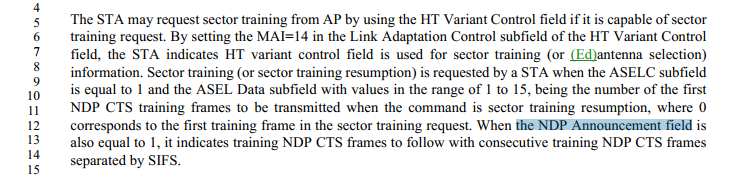 4
5 The STA may request sector training from AP by using the HT Variant Control field if it is capable of sector
6 training request. By setting the MAI=14 in the Link Adaptation Control subfield of the HT Variant Control
7 field, the STA indicates HT variant control field is used for sector training (or (Ed)antenna selection)
8 information. Sector training (or sector training resumption) is requested by a STA when the ASELC subfield
9 is equal to 1 and the ASEL Data subfield with values in the range of 1 to 15, being the number of the first
10 NDP CTS training frames to be transmitted when the command is sector training resumption, where 0
11 corresponds to the first training frame in the sector training request. When the NDP Announcement field is
12 also equal to 1, it indicates training NDP CTS frames to follow with consecutive training NDP CTS frames
13 separated by SIFS.
14
15